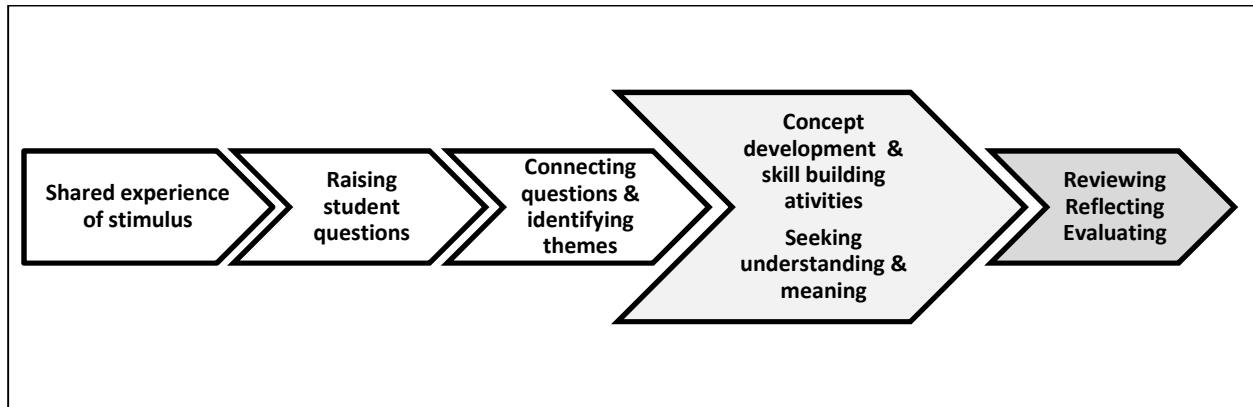 Shared experience
of stimulus
Raising
student
questions
Connecting
questions &
identifying
themes
Concept
development &
skill building
ativities
Seeking
understanding &
meaning
Reviewing
Reflecting
Evaluating